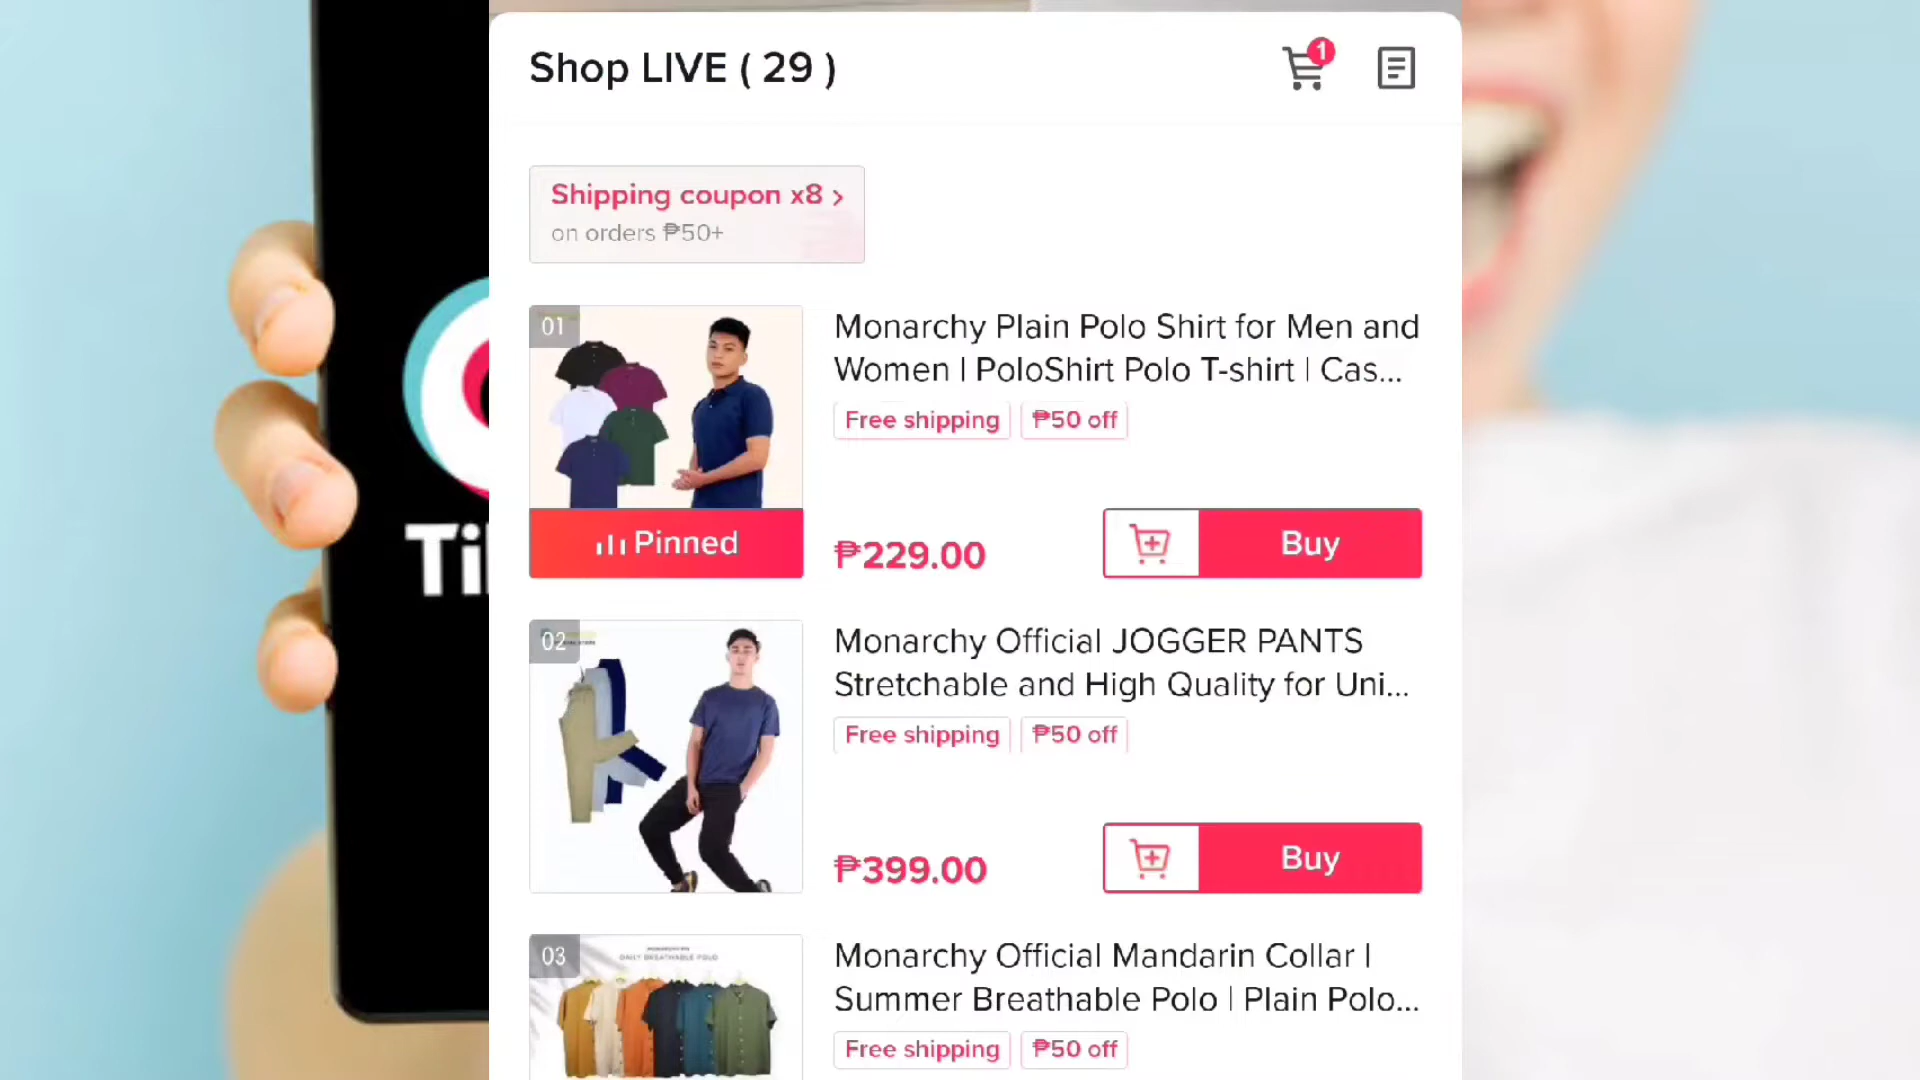 Shop LIVE ( 29 )
1
Shipping coupon x8 >
on orders ₱50+
01
Monarchy Plain Polo Shirt for Men and
Women | PoloShirt Polo T-shirt | Cas...
Free shipping
₱50 off
Pinned
₱229.00
Buy
Ti
02
Monarchy Official JOGGER PANTS
Stretchable and High Quality for Uni...
Free shipping
₱50 off
₱399.00
Buy
03
DAILY BREATHABLE POLO
Monarchy Official Mandarin Collar |
Summer Breathable Polo | Plain Polo...
Free shipping
₱50 off